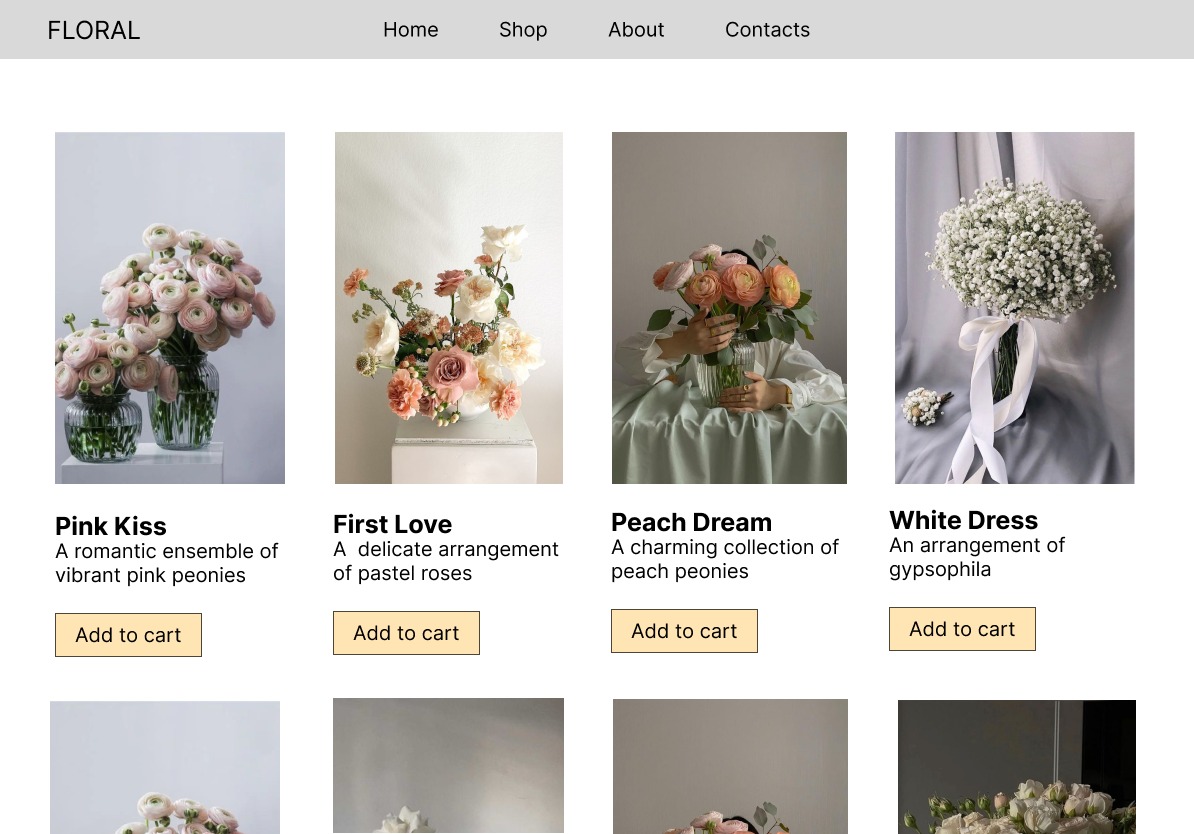 FLORAL
Home
Shop
About
Contacts
Pink Kiss
A romantic ensemble of
vibrant pink peonies
Add to cart
First Love
A  delicate arrangement
of pastel roses
Add to cart
Peach Dream
A charming collection of
peach peonies
Add to cart
White Dress
An arrangement of
gypsophila
Add to cart